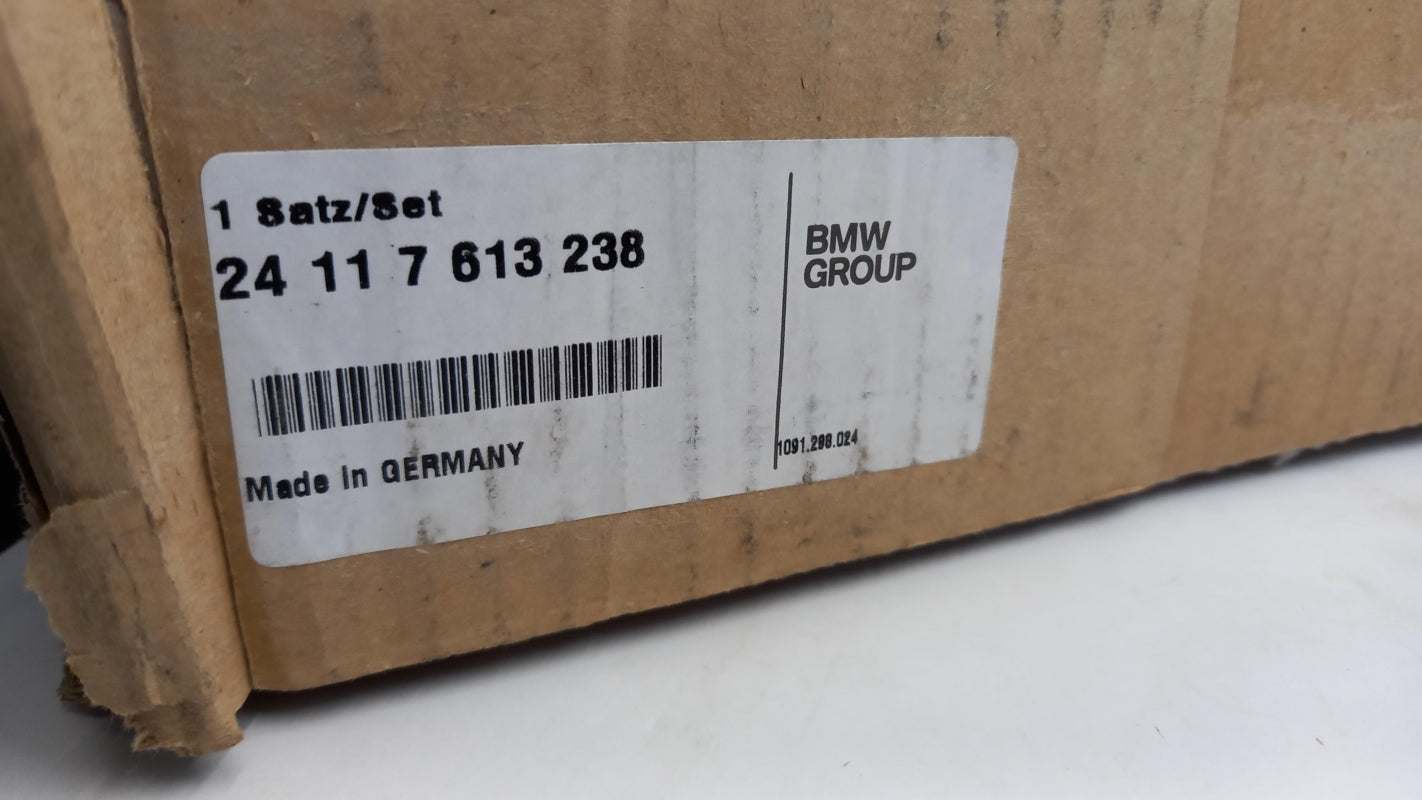 1 Satz/Set
24 11 7 613 238
Made in GERMANY
BMW
GROUP
1091.298.024